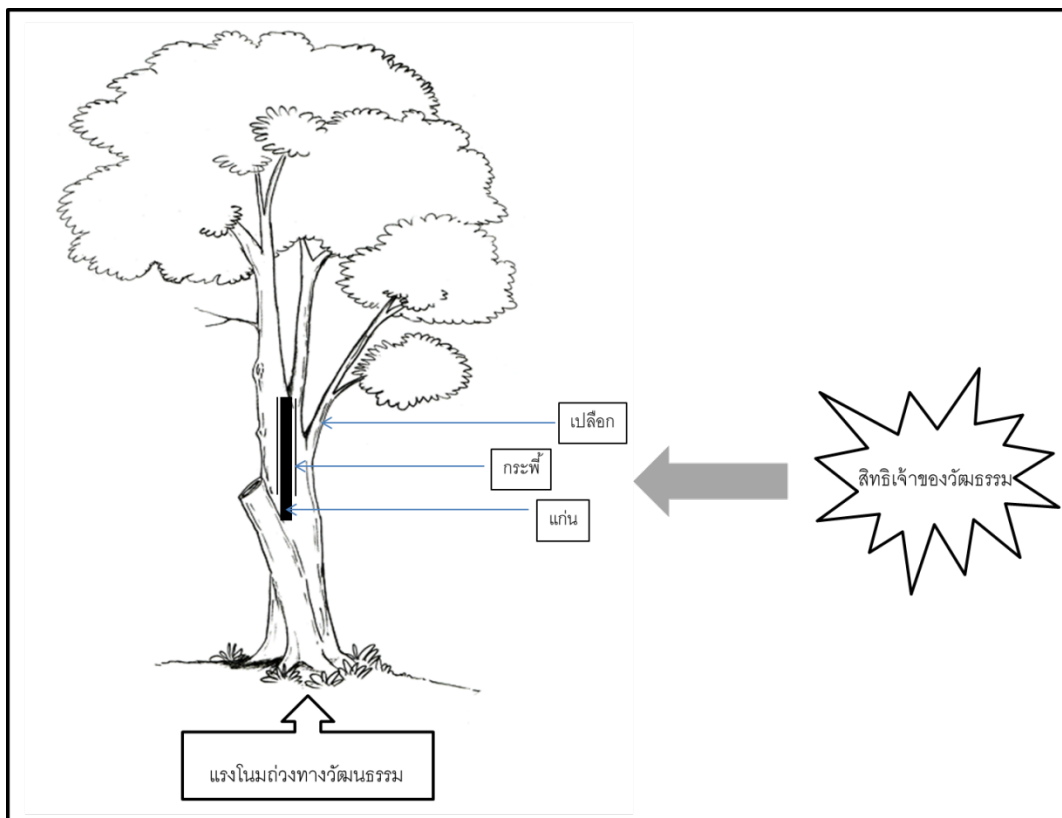 เปลือก
กระพี้
แก่น
สิทธิเจ้าของวัฒธรรม
แรงโนมถ่วงทางวัฒนธรรม